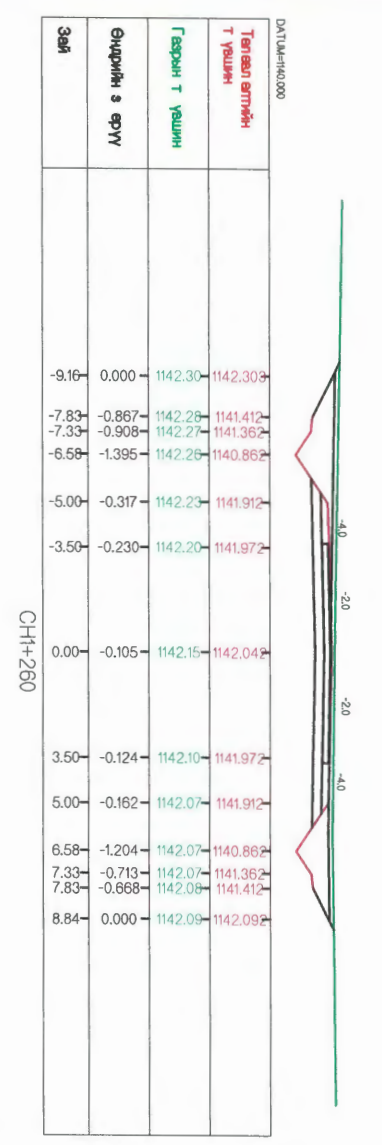 DATUM=1140.000
-4.0 -2.0 -2.0 -4.0
Төлөвлөлтийн
т үвшин
1142.303 1141.412 1141.362 1140.862 1141.912 1141.972 1142.042 1141.972 1141.912 1140.862 1141.362 1141.412 1142.092
Газрын т үвшин
1142.30 1142.28 1142.27 1142.26 1142.23 1142.20 1142.15 1142.10 1142.07 1142.07 1142.07 1142.08 1142.09
Өндрийн з өрүү
0.000 -0.867 -0.908 -1.395 -0.317 -0.230 -0.105 -0.124 -0.162 -1.204 -0.713 -0.668 0.000
Зай
-9.16 -7.83 -7.33 -6.58 -5.00 -3.50 0.00 3.50 5.00 6.58 7.33 7.83 8.84
CH1+260